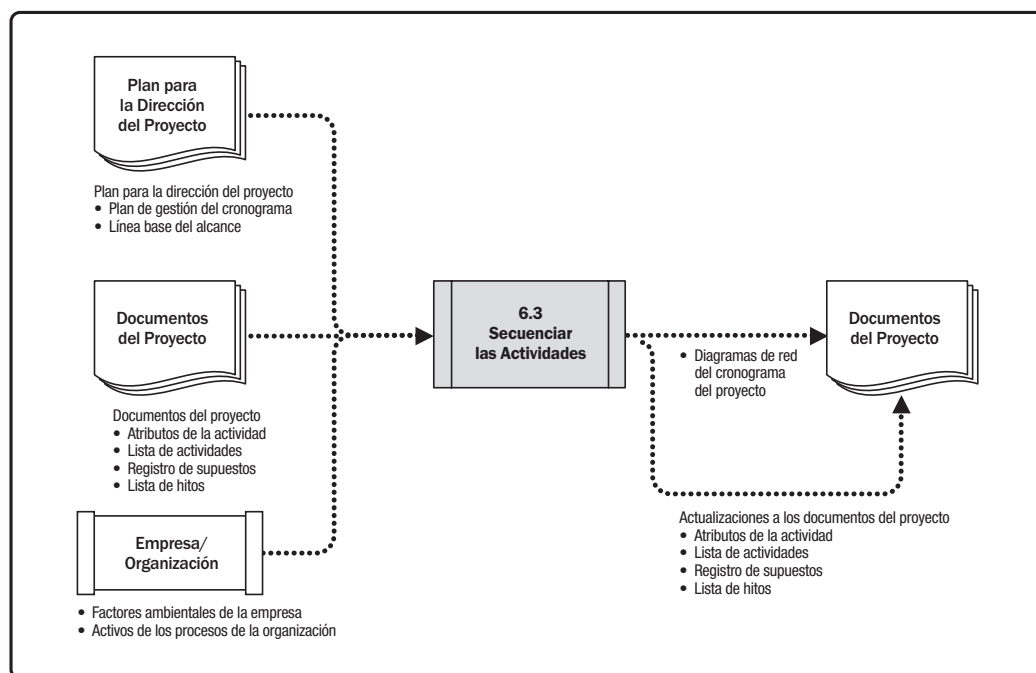 Plan para
la Dirección
del Proyecto
Plan para la dirección del proyecto
• Plan de gestión del cronograma
• Línea base del alcance
Documentos
del Proyecto
Documentos del proyecto
• Atributos de la actividad
• Lista de actividades
• Registro de supuestos
• Lista de hitos
Empresa/
Organización
• Factores ambientales de la empresa
• Activos de los procesos de la organización
6.3
Secuenciar
las Actividades
• Diagramas de red
del cronograma
del proyecto
Documentos
del Proyecto
Actualizaciones a los documentos del proyecto
• Atributos de la actividad
• Lista de actividades
• Registro de supuestos
• Lista de hitos